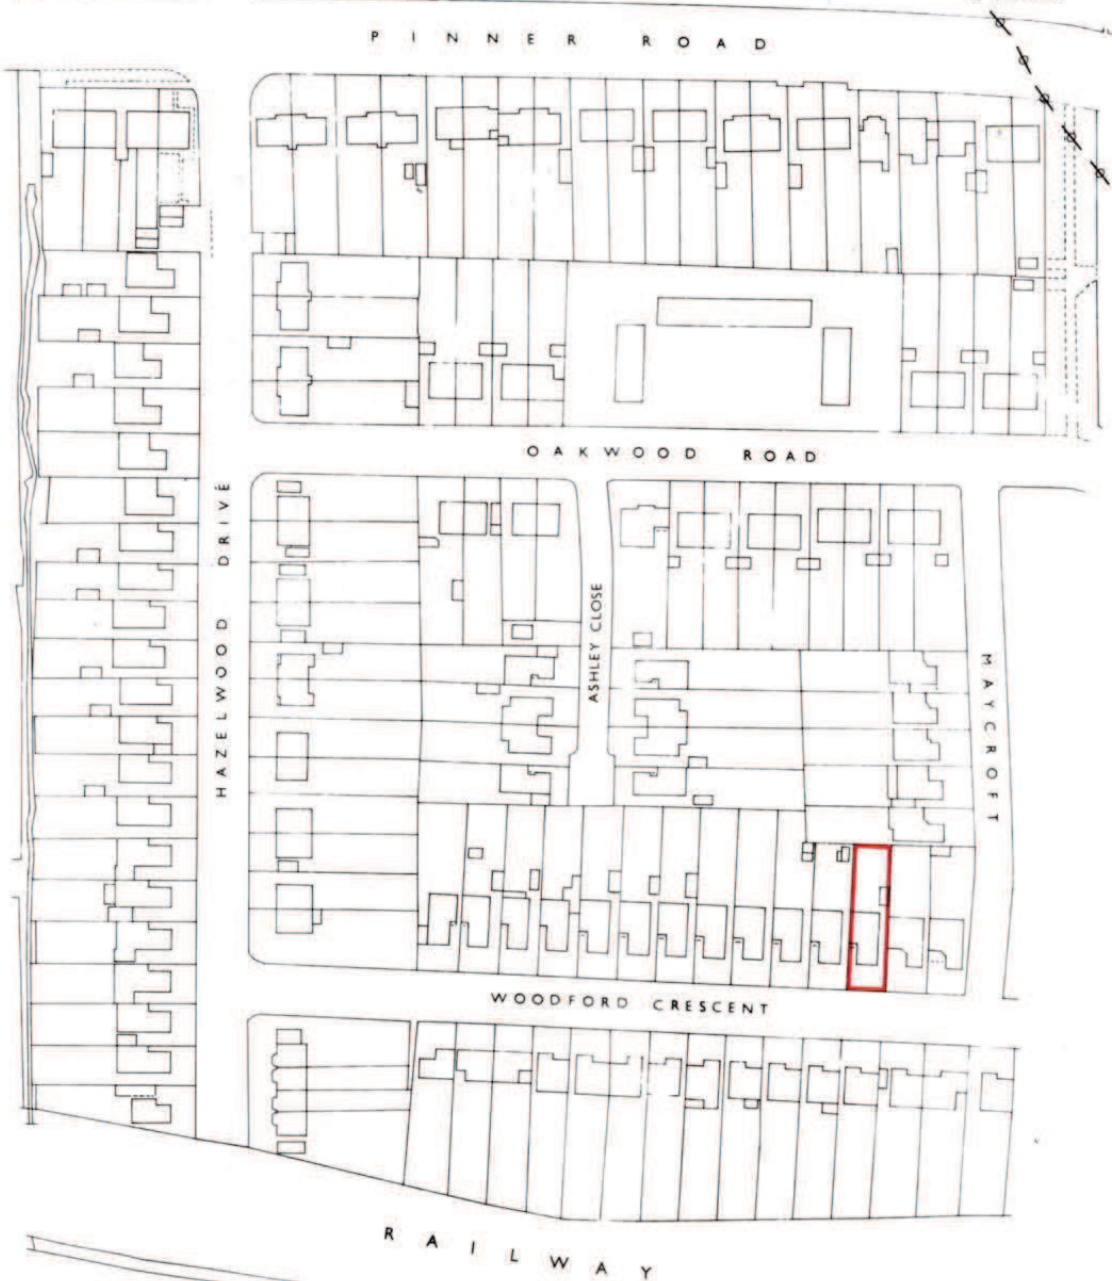 PINNER ROAD
OAKWOOD ROAD
HAZELWOOD DRIVE
ASHLEY CLOSE
MAYCROFT
WOODFORD CRESCENT
RAILWAY